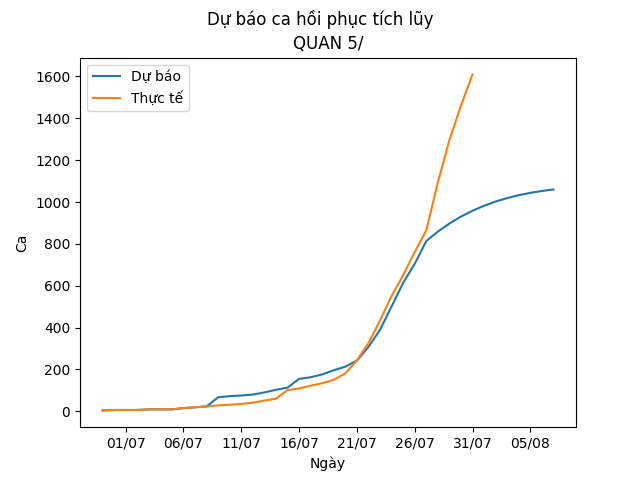 Dự báo ca hồi phục tích lũy
QUAN 5/
Dự báo
Thực tế
1600
1400
1200
1000
800
600
400
200
0
Ca
01/07 06/07 11/07 16/07 21/07 26/07 31/07 05/08
Ngày